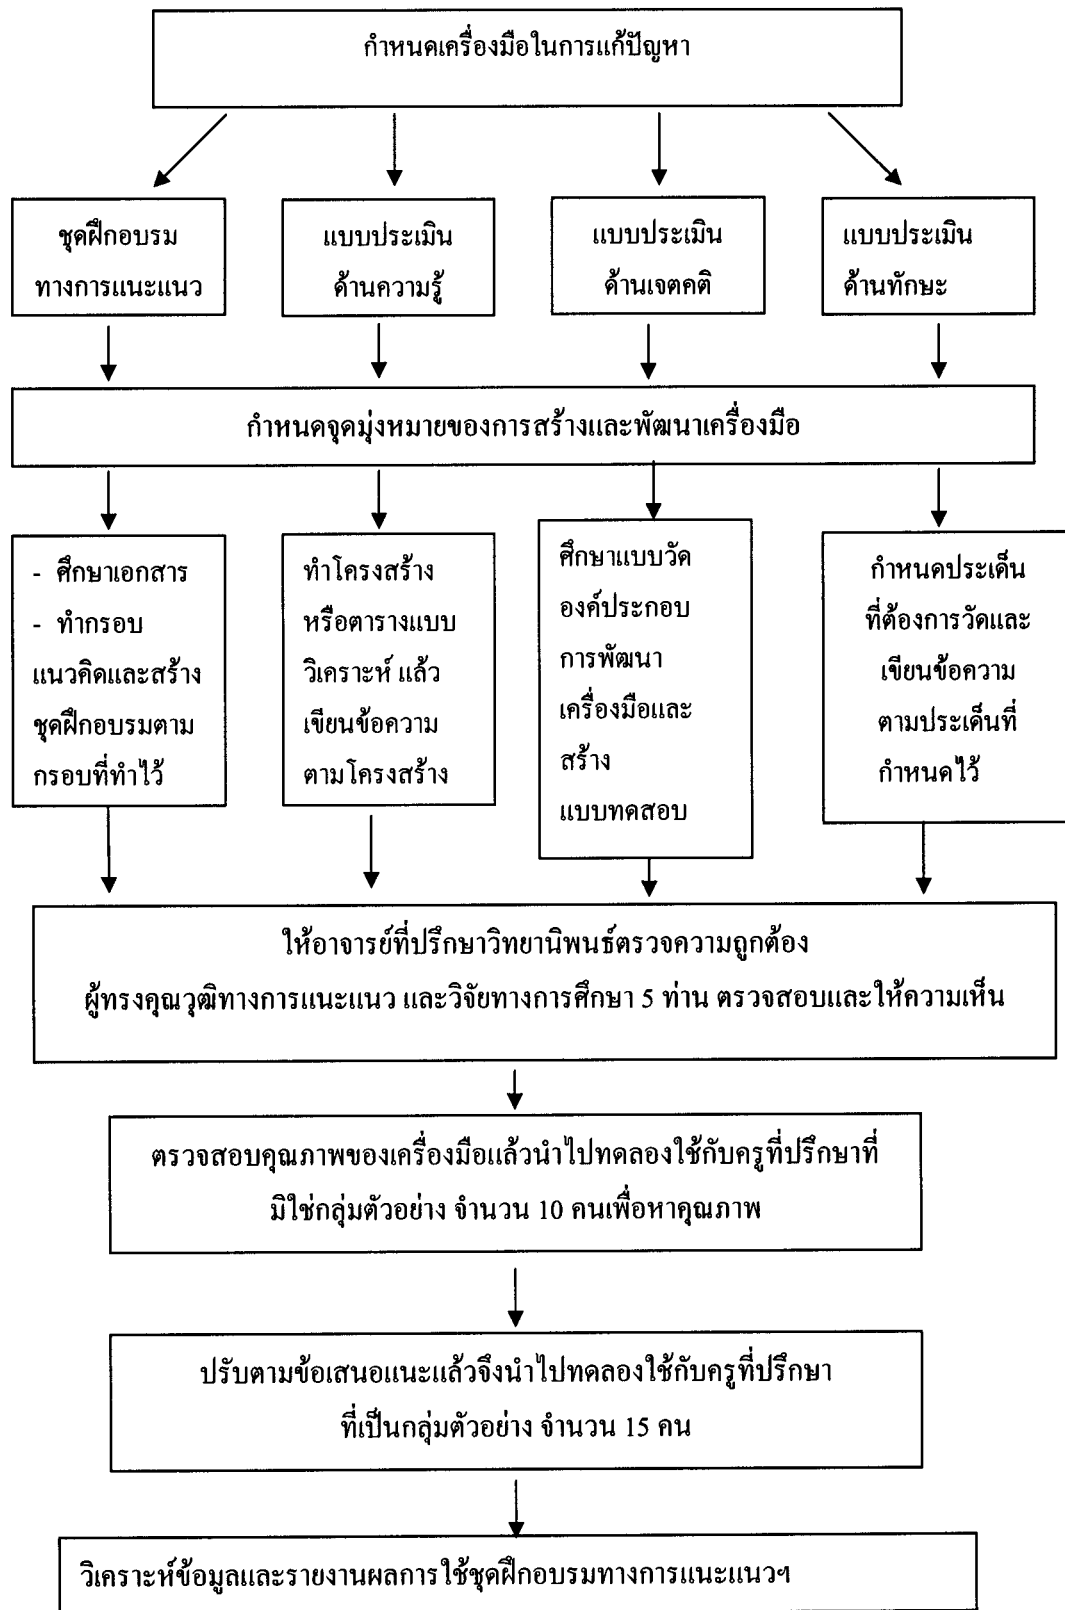 กำหนดเครื่องมือในการแก้ปัญหา
ชุดฝึกอบรม
ทางการแนะแนว
แบบประเมิน
ด้านความรู้
แบบประเมิน
ด้านเจตคติ
แบบประเมิน
ด้านทักษะ
กำหนดจุดมุ่งหมายของการสร้างและพัฒนาเครื่องมือ
- ศึกษาเอกสาร
- ทำกรอบ
แนวคิดและสร้าง
ชุดฝึกอบรมตาม
กรอบที่ทำไว้
ทำโครงสร้าง
หรือตารางแบบ
วิเคราะห์ แล้ว
เขียนข้อความ
ตามโครงสร้าง
ศึกษาแบบวัด
องค์ประกอบ
การพัฒนา
เครื่องมือและ
สร้าง
แบบทดสอบ
กำหนดประเด็น
ที่ต้องการวัดและ
เขียนข้อความ
ตามประเด็นที่
กำหนดไว้
ให้อาจารย์ที่ปรึกษาวิทยานิพนธ์ตรวจความถูกต้อง
ผู้ทรงคุณวุฒิทางการแนะแนว และวิจัยทางการศึกษา 5 ท่าน ตรวจสอบและให้ความเห็น
ตรวจสอบคุณภาพของเครื่องมือแล้วนำไปทดลองใช้กับครูที่ปรึกษาที่
มิใช่กลุ่มตัวอย่าง จำนวน 10 คนเพื่อหาคุณภาพ
ปรับตามข้อเสนอแนะแล้วจึงนำไปทดลองใช้กับครูที่ปรึกษา
ที่เป็นกลุ่มตัวอย่าง จำนวน 15 คน
วิเคราะห์ข้อมูลและรายงานผลการใช้ชุดฝึกอบรมทางการแนะแนวฯ